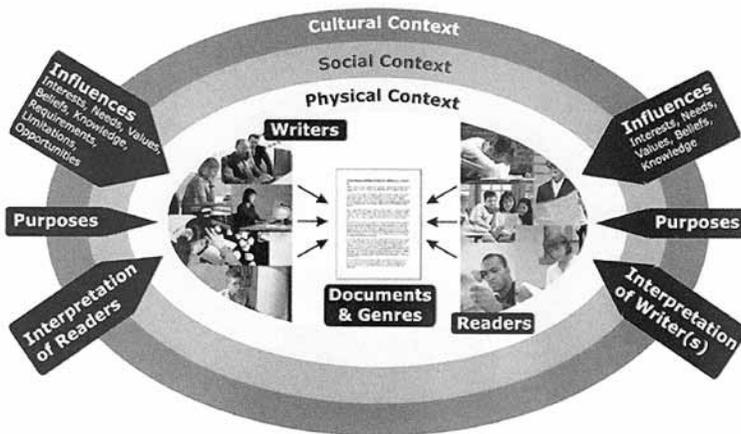 Cultural Context
Social Context
Physical Context
Influences
Interests, Needs, Values,
Beliefs, Knowledge,
Requirements,
Limitations,
Opportunities
Purposes
Interpretation
of Readers
Writers
Documents
& Genres
Readers
Influences
Interests, Needs,
Values, Beliefs,
Knowledge
Purposes
Interpretation
of Writer(s)